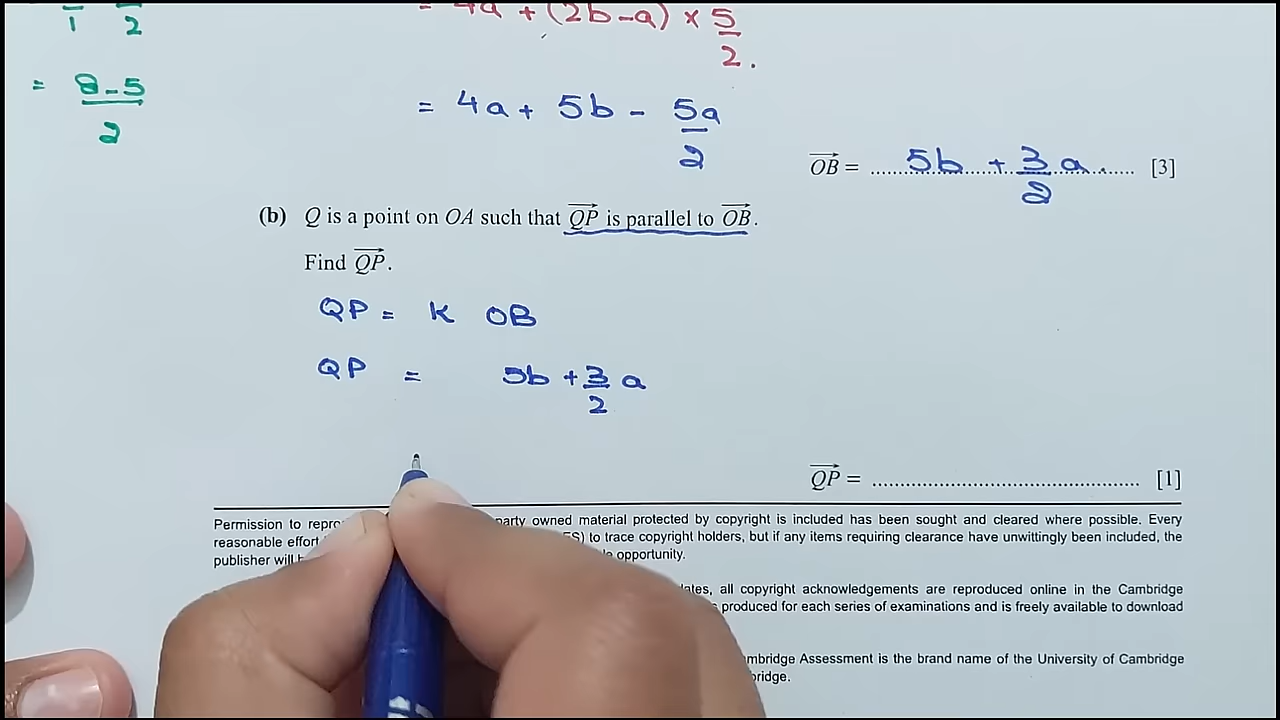 = 4a + (2b-a) × 5/2.
1 2
= 8-5/2
= 4a + 5b - 5a/2
OB = 5b + 3/2 a. [3]
(b) Q is a point on OA such that QP is parallel to OB.
Find QP.
QP = K OB
QP = 5b + 3/2 a
QP = ........................................ [1]
Permission to repro party owned material protected by copyright is included has been sought and cleared where possible. Every
reasonable effort ES) to trace copyright holders, but if any items requiring clearance have unwittingly been included, the
publisher will opportunity.
all copyright acknowledgements are reproduced online in the Cambridge
produced for each series of examinations and is freely available to download
Assessment is the brand name of the University of Cambridge